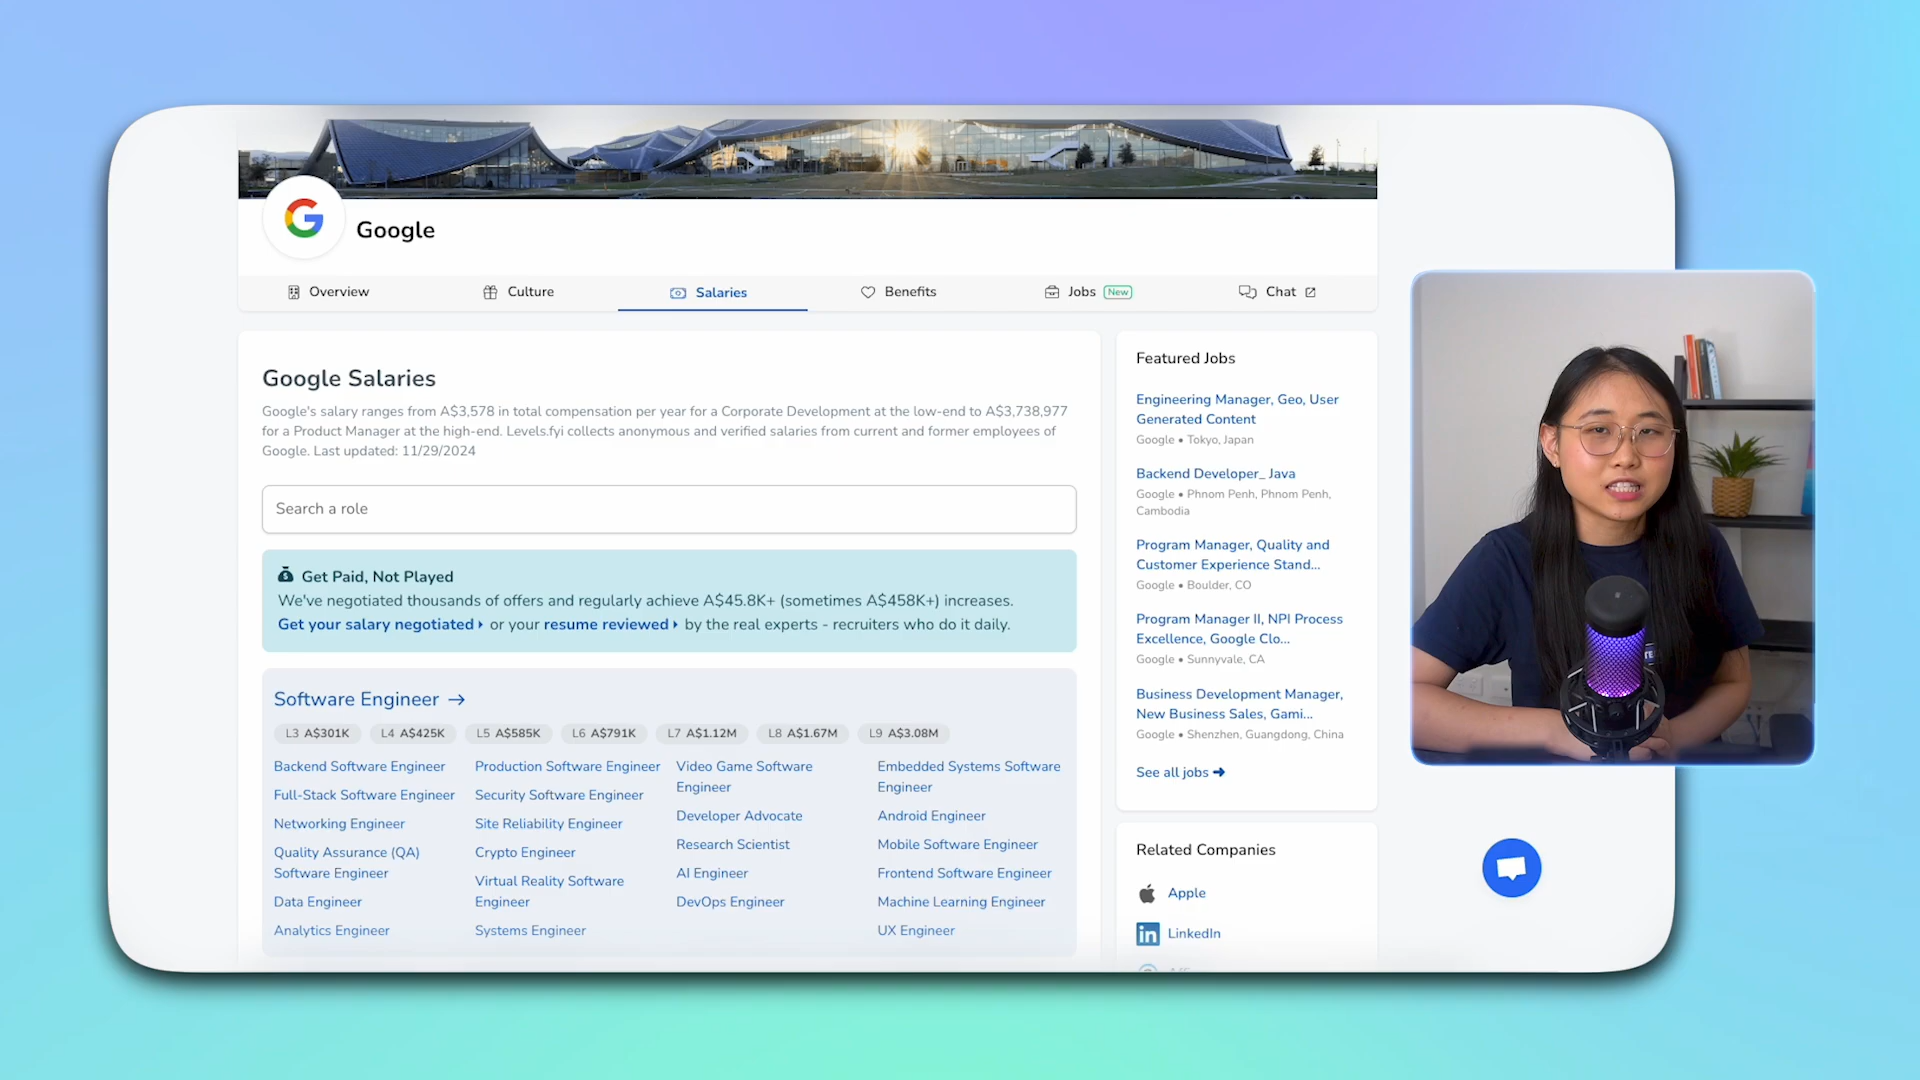 Google
Overview
Culture
Salaries
Benefits
Jobs New
Chat
Google Salaries
Google's salary ranges from A$3,578 in total compensation per year for a Corporate Development at the low-end to A$3,738,977
for a Product Manager at the high-end. Levels.fyi collects anonymous and verified salaries from current and former employees of
Google. Last updated: 11/29/2024
Search a role
Get Paid, Not Played
We've negotiated thousands of offers and regularly achieve A$45.8K+ (sometimes A$458K+) increases.
Get your salary negotiated or your resume reviewed by the real experts - recruiters who do it daily.
Software Engineer →
L3 A$301K
L4 A$425K
L5 A$585K
L6 A$791K
L7 A$1.12M
L8 A$1.67M
L9 A$3.08M
Backend Software Engineer
Full-Stack Software Engineer
Networking Engineer
Quality Assurance (QA)
Software Engineer
Data Engineer
Analytics Engineer
Production Software Engineer
Security Software Engineer
Site Reliability Engineer
Crypto Engineer
Virtual Reality Software
Engineer
Systems Engineer
Video Game Software
Engineer
Developer Advocate
Research Scientist
AI Engineer
DevOps Engineer
Embedded Systems Software
Engineer
Android Engineer
Mobile Software Engineer
Frontend Software Engineer
Machine Learning Engineer
UX Engineer
Featured Jobs
Engineering Manager, Geo, User
Generated Content
Google • Tokyo, Japan
Backend Developer_ Java
Google • Phnom Penh, Phnom Penh,
Cambodia
Program Manager, Quality and
Customer Experience Stand...
Google • Boulder, CO
Program Manager II, NPI Process
Excellence, Google Clo...
Google • Sunnyvale, CA
Business Development Manager,
New Business Sales, Gami...
Google • Shenzhen, Guangdong, China
See all jobs →
Related Companies
Apple
in LinkedIn